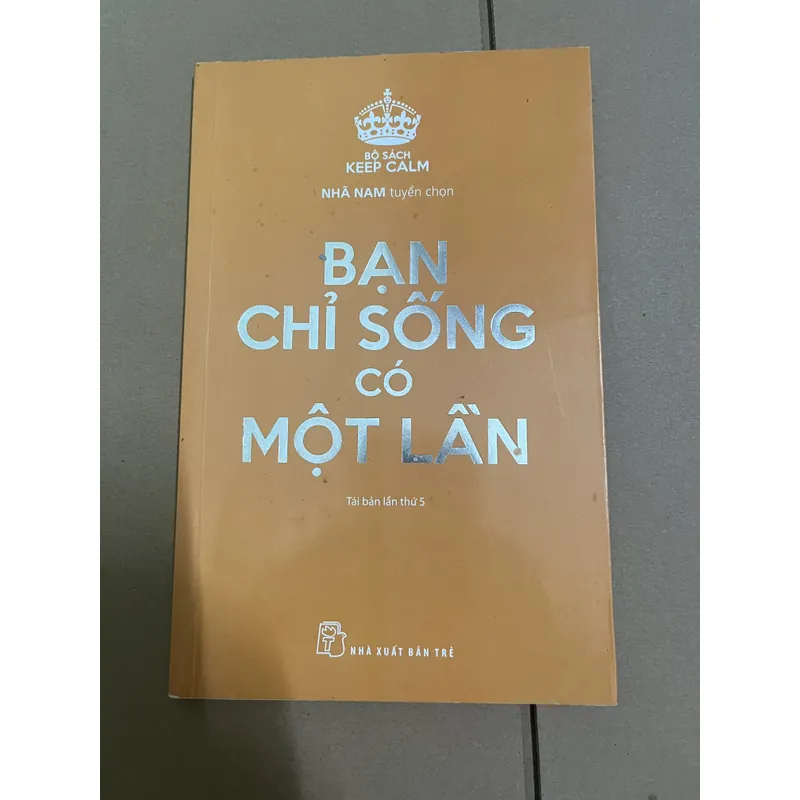 BỘ SÁCH
KEEP CALM
NHÃ NAM tuyển chọn
BẠN
CHỈ SỐNG
CÓ
MỘT LẦN
Tái bản lần thứ 5
T
NHÀ XUẤT BẢN TRẺ